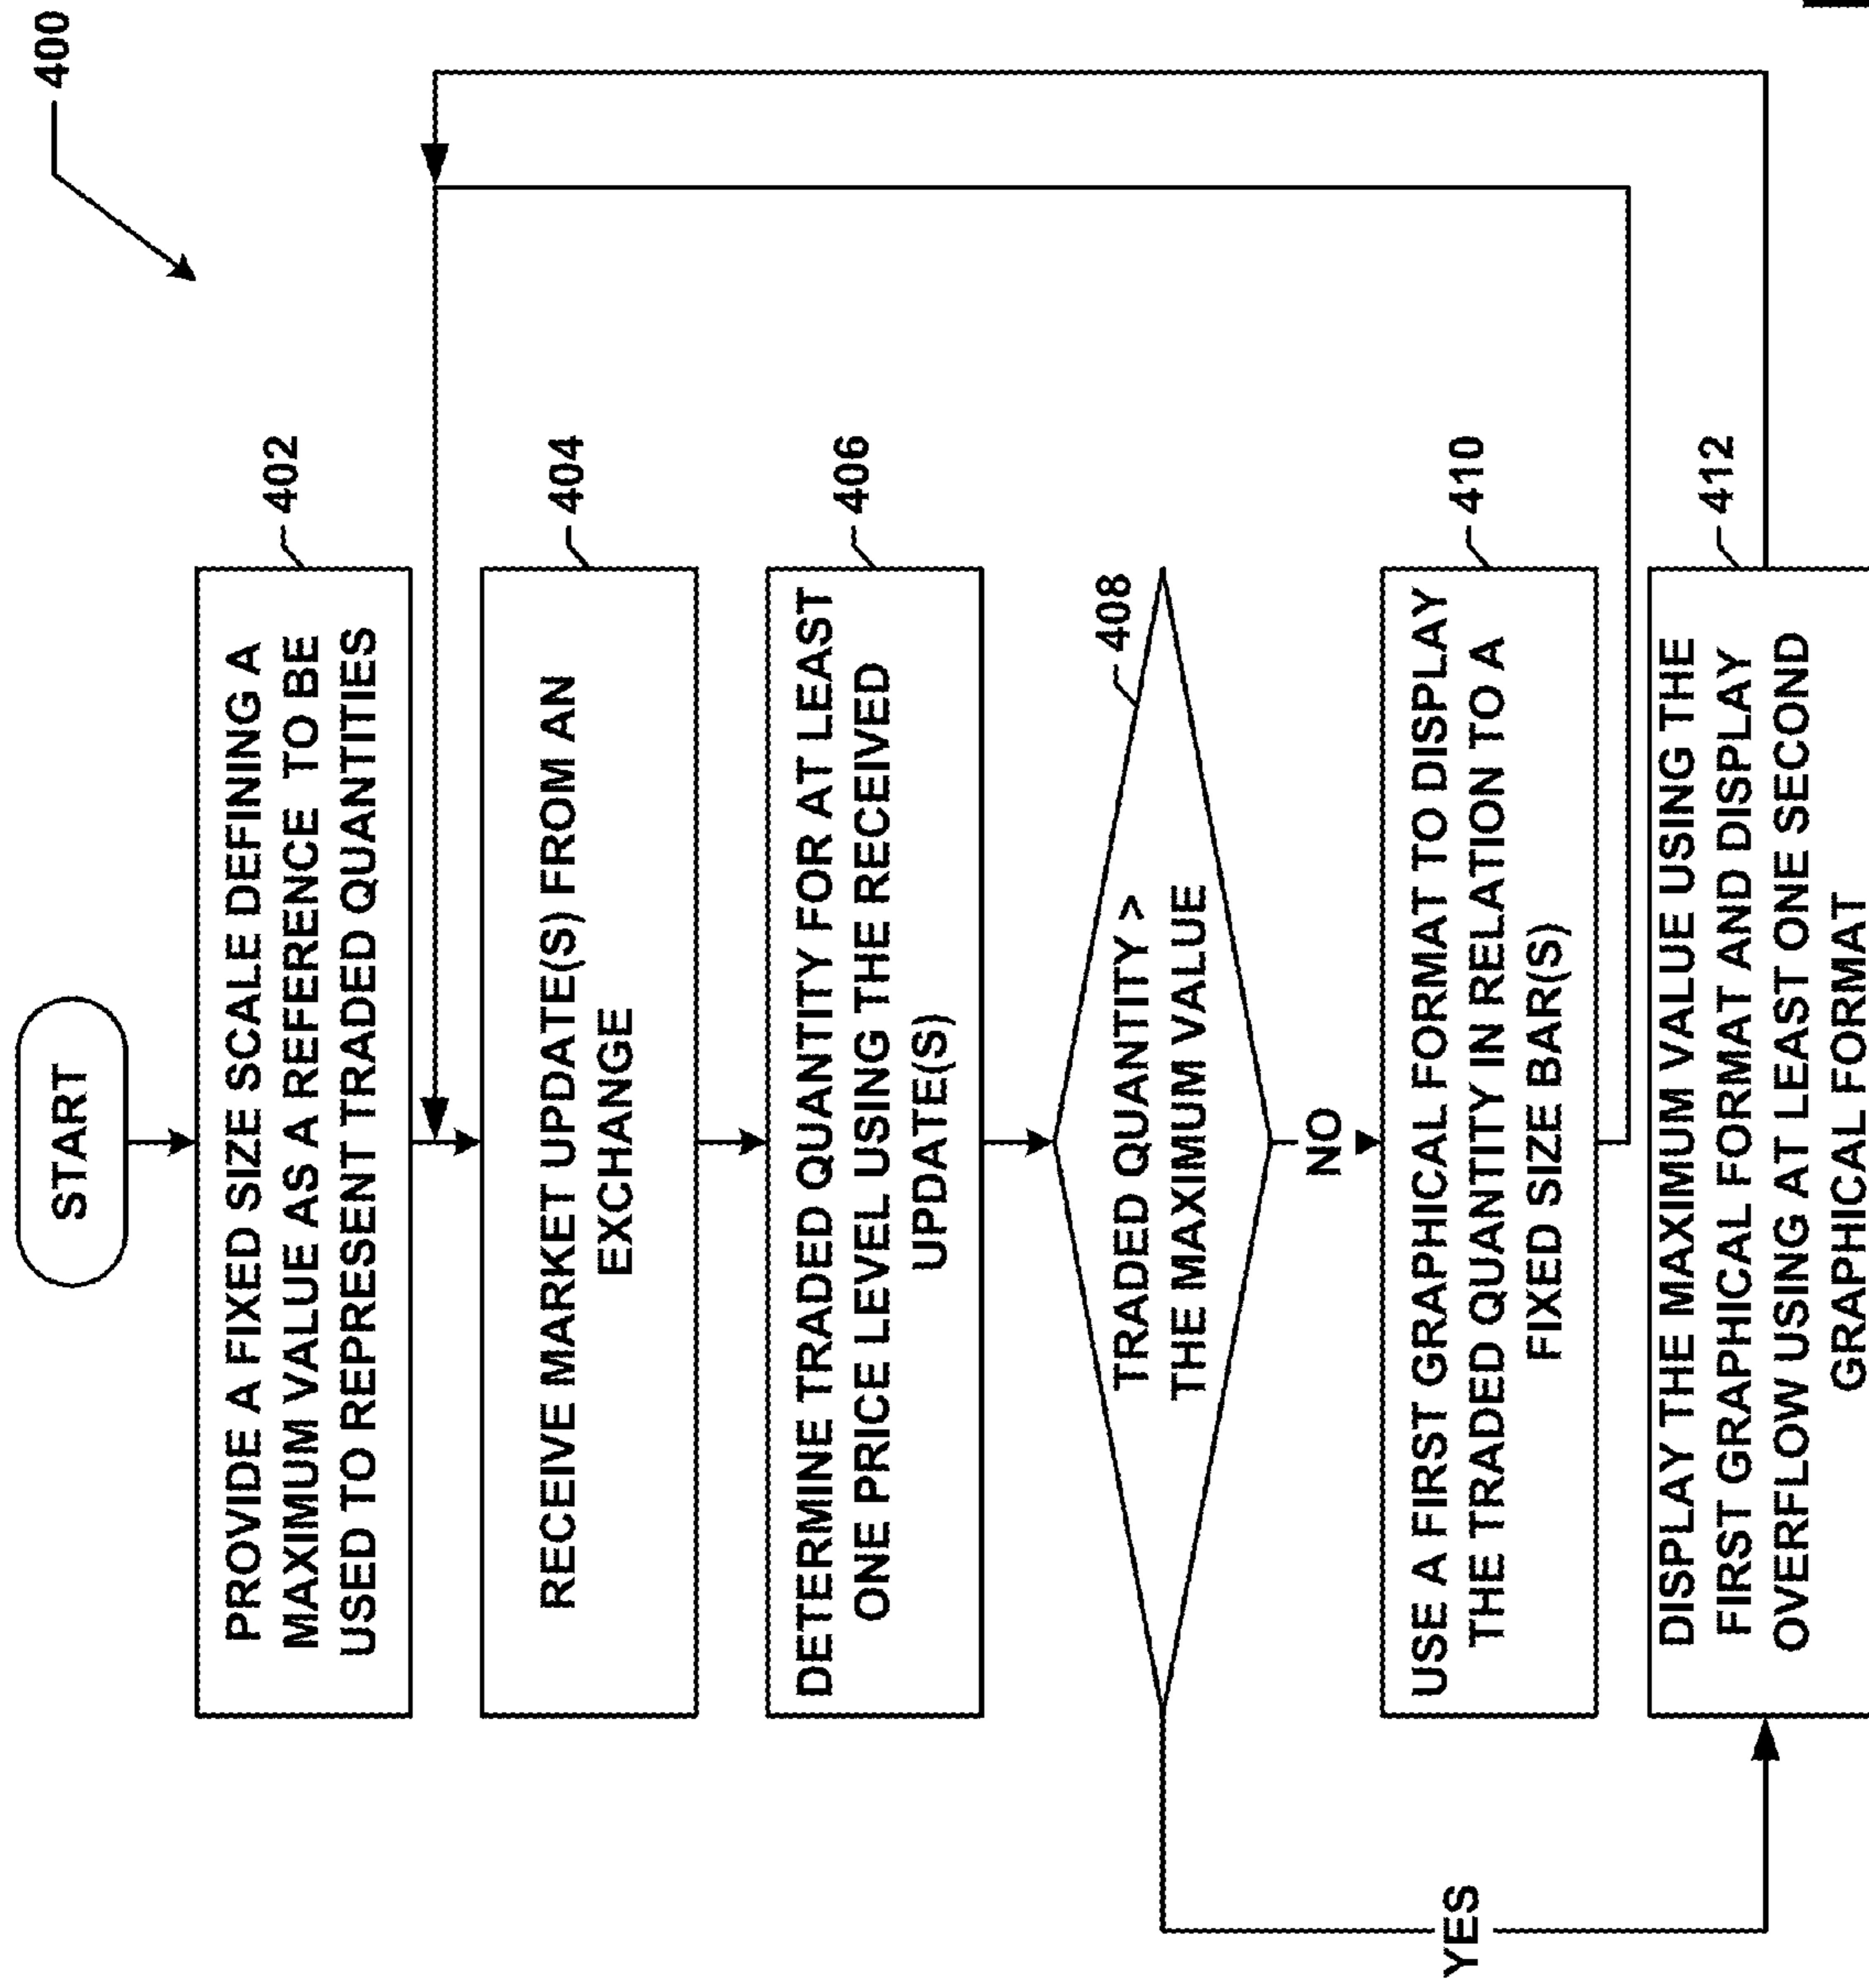 400
START
402
PROVIDE A FIXED SIZE SCALE DEFINING A
MAXIMUM VALUE AS A REFERENCE TO BE
USED TO REPRESENT TRADED QUANTITIES
404
RECEIVE MARKET UPDATE(S) FROM AN
EXCHANGE
406
DETERMINE TRADED QUANTITY FOR AT LEAST
ONE PRICE LEVEL USING THE RECEIVED
UPDATE(S)
408
TRADED QUANTITY >
THE MAXIMUM VALUE
NO
410
USE A FIRST GRAPHICAL FORMAT TO DISPLAY
THE TRADED QUANTITY IN RELATION TO A
FIXED SIZE BAR(S)
YES
412
DISPLAY THE MAXIMUM VALUE USING THE
FIRST GRAPHICAL FORMAT AND DISPLAY
OVERFLOW USING AT LEAST ONE SECOND
GRAPHICAL FORMAT